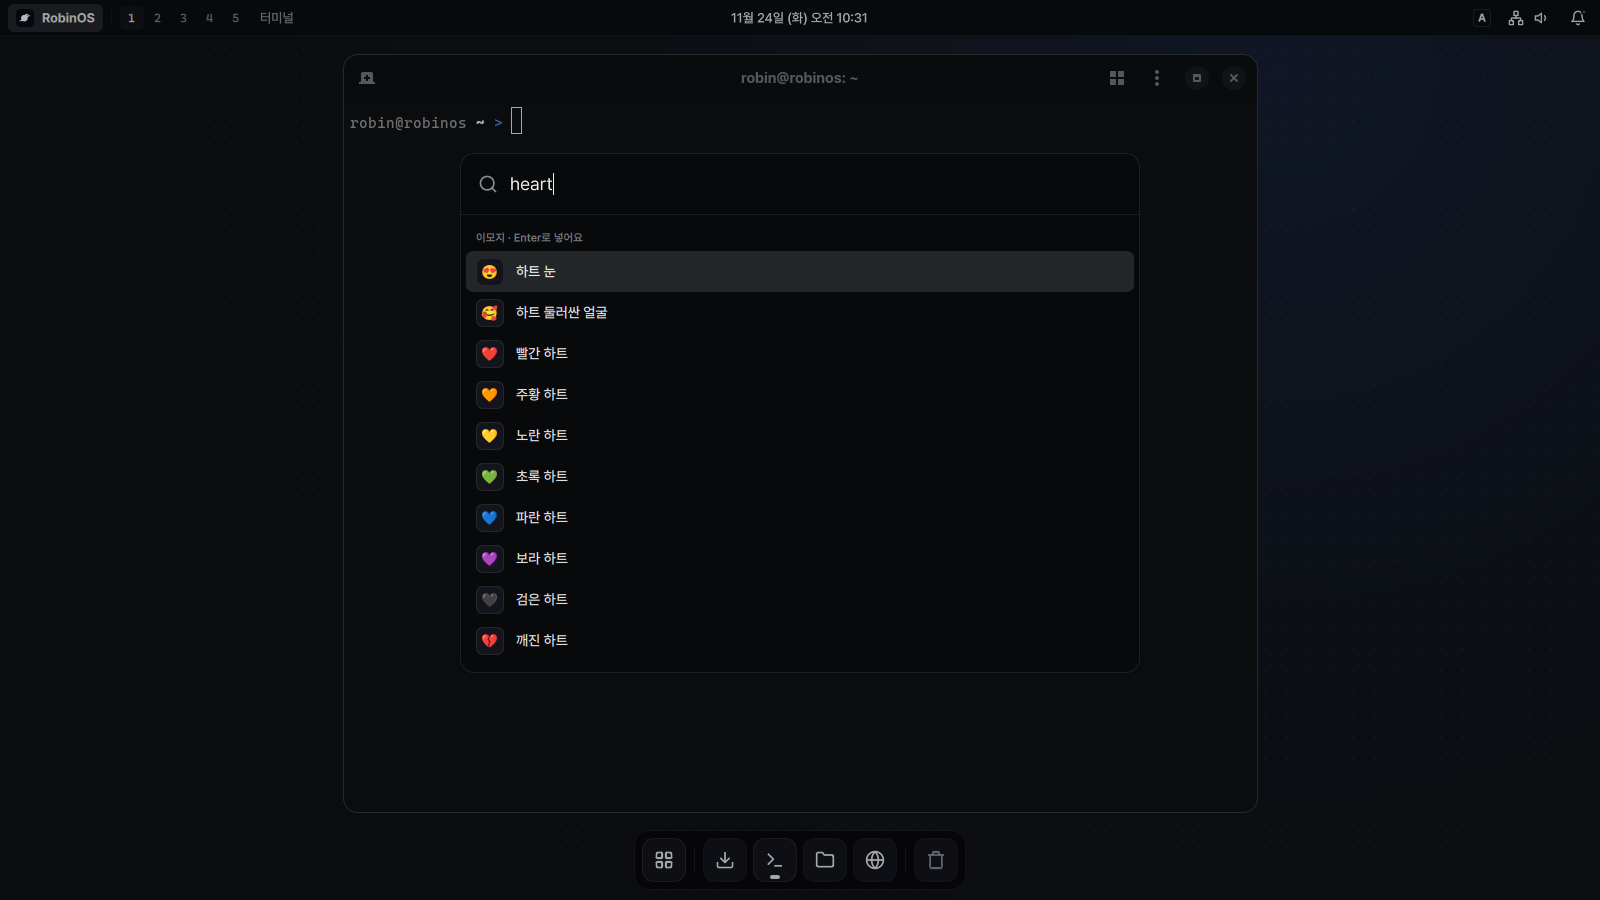 RobinOS 1 2 3 4 5 터미널 11월 24일 (화) 오전 10:31 A
robin@robinos: ~
robin@robinos ~ >
heart
이모지 · Enter로 넣어요
하트 눈
하트 둘러싼 얼굴
빨간 하트
주황 하트
노란 하트
초록 하트
파란 하트
보라 하트
검은 하트
깨진 하트